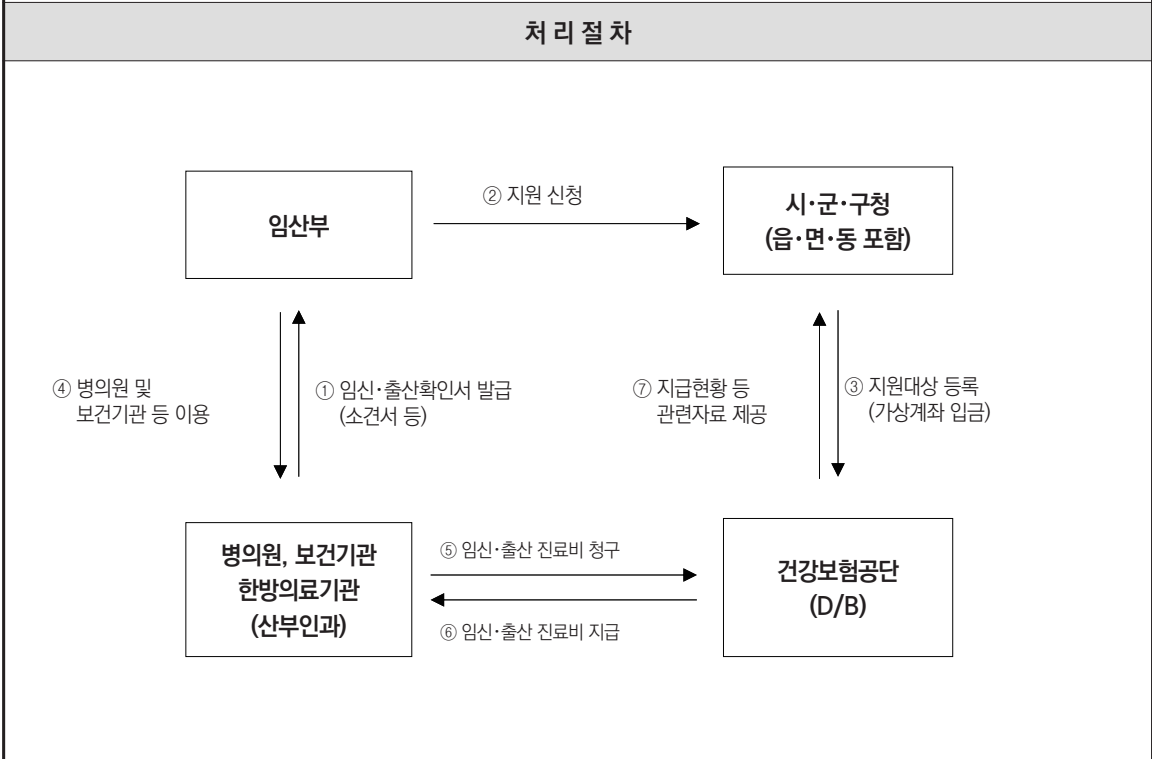 처리절차
임산부
② 지원 신청
시·군·구청
(읍·면·동 포함)
④ 병의원 및
보건기관 등 이용
① 임신·출산확인서 발급
(소견서 등)
⑦ 지급현황 등
관련자료 제공
③ 지원대상 등록
(가상계좌 입금)
병의원, 보건기관
한방의료기관
(산부인과)
⑤ 임신·출산 진료비 청구
⑥ 임신·출산 진료비 지급
건강보험공단
(D/B)